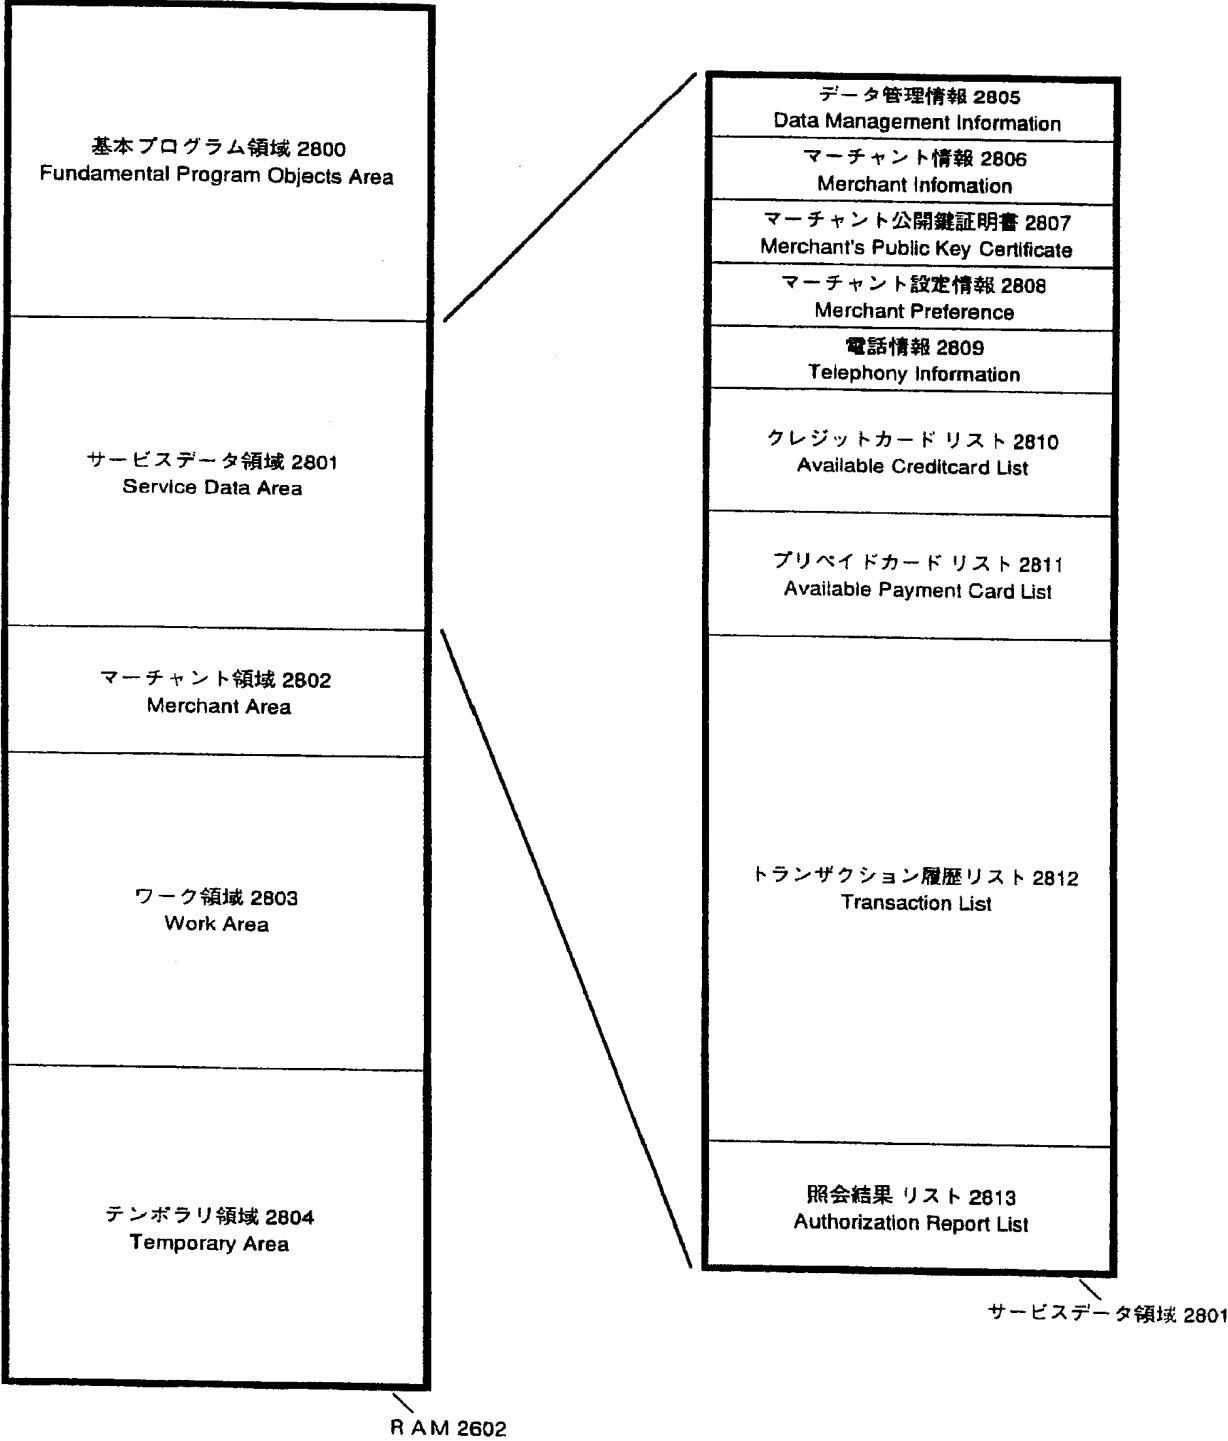 基本プログラム領域 2800
Fundamental Program Objects Area
サービスデータ領域 2801
Service Data Area
マーチャント領域 2802
Merchant Area
ワーク領域 2803
Work Area
テンポラリ領域 2804
Temporary Area
RAM 2602
データ管理情報 2805
Data Management Information
マーチャント情報 2806
Merchant Infomation
マーチャント公開鍵証明書 2807
Merchant's Public Key Certificate
マーチャント設定情報 2808
Merchant Preference
電話情報 2809
Telephony Information
クレジットカード リスト 2810
Available Creditcard List
プリペイドカード リスト 2811
Available Payment Card List
トランザクション履歴リスト 2812
Transaction List
照会結果 リスト 2813
Authorization Report List
サービスデータ領域 2801